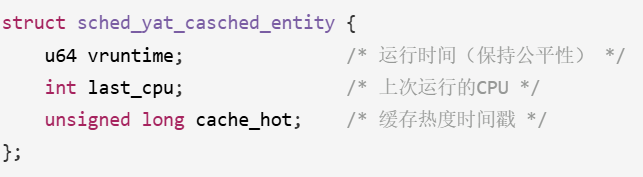 struct sched_yat_casched_entity {
    u64 vruntime;                /* 运行时间（保持公平性） */
    int last_cpu;                /* 上次运行的CPU */
    unsigned long cache_hot;     /* 缓存热度时间戳 */
};